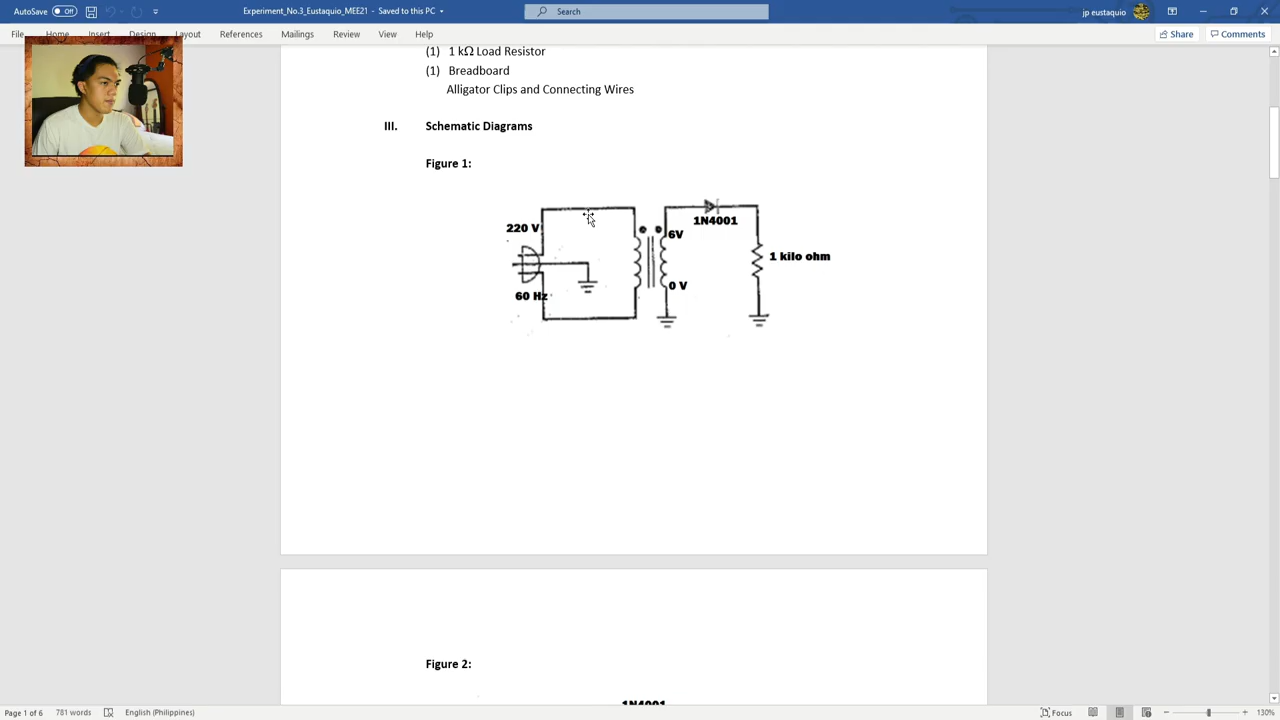 Experiment_No.3_Eustaquio_MEE21 - Saved to this PC
Search
jp eustaquio
File Home Insert Design Layout References Mailings Review View Help
Share
Comments
(1) 1 kΩ Load Resistor
(1) Breadboard
Alligator Clips and Connecting Wires
III. Schematic Diagrams
Figure 1:
220 V
60 Hz
6V
0 V
1N4001
1 kilo ohm
Figure 2:
1N4001
Page 1 of 6 781 words English (Philippines)
Focus
130%